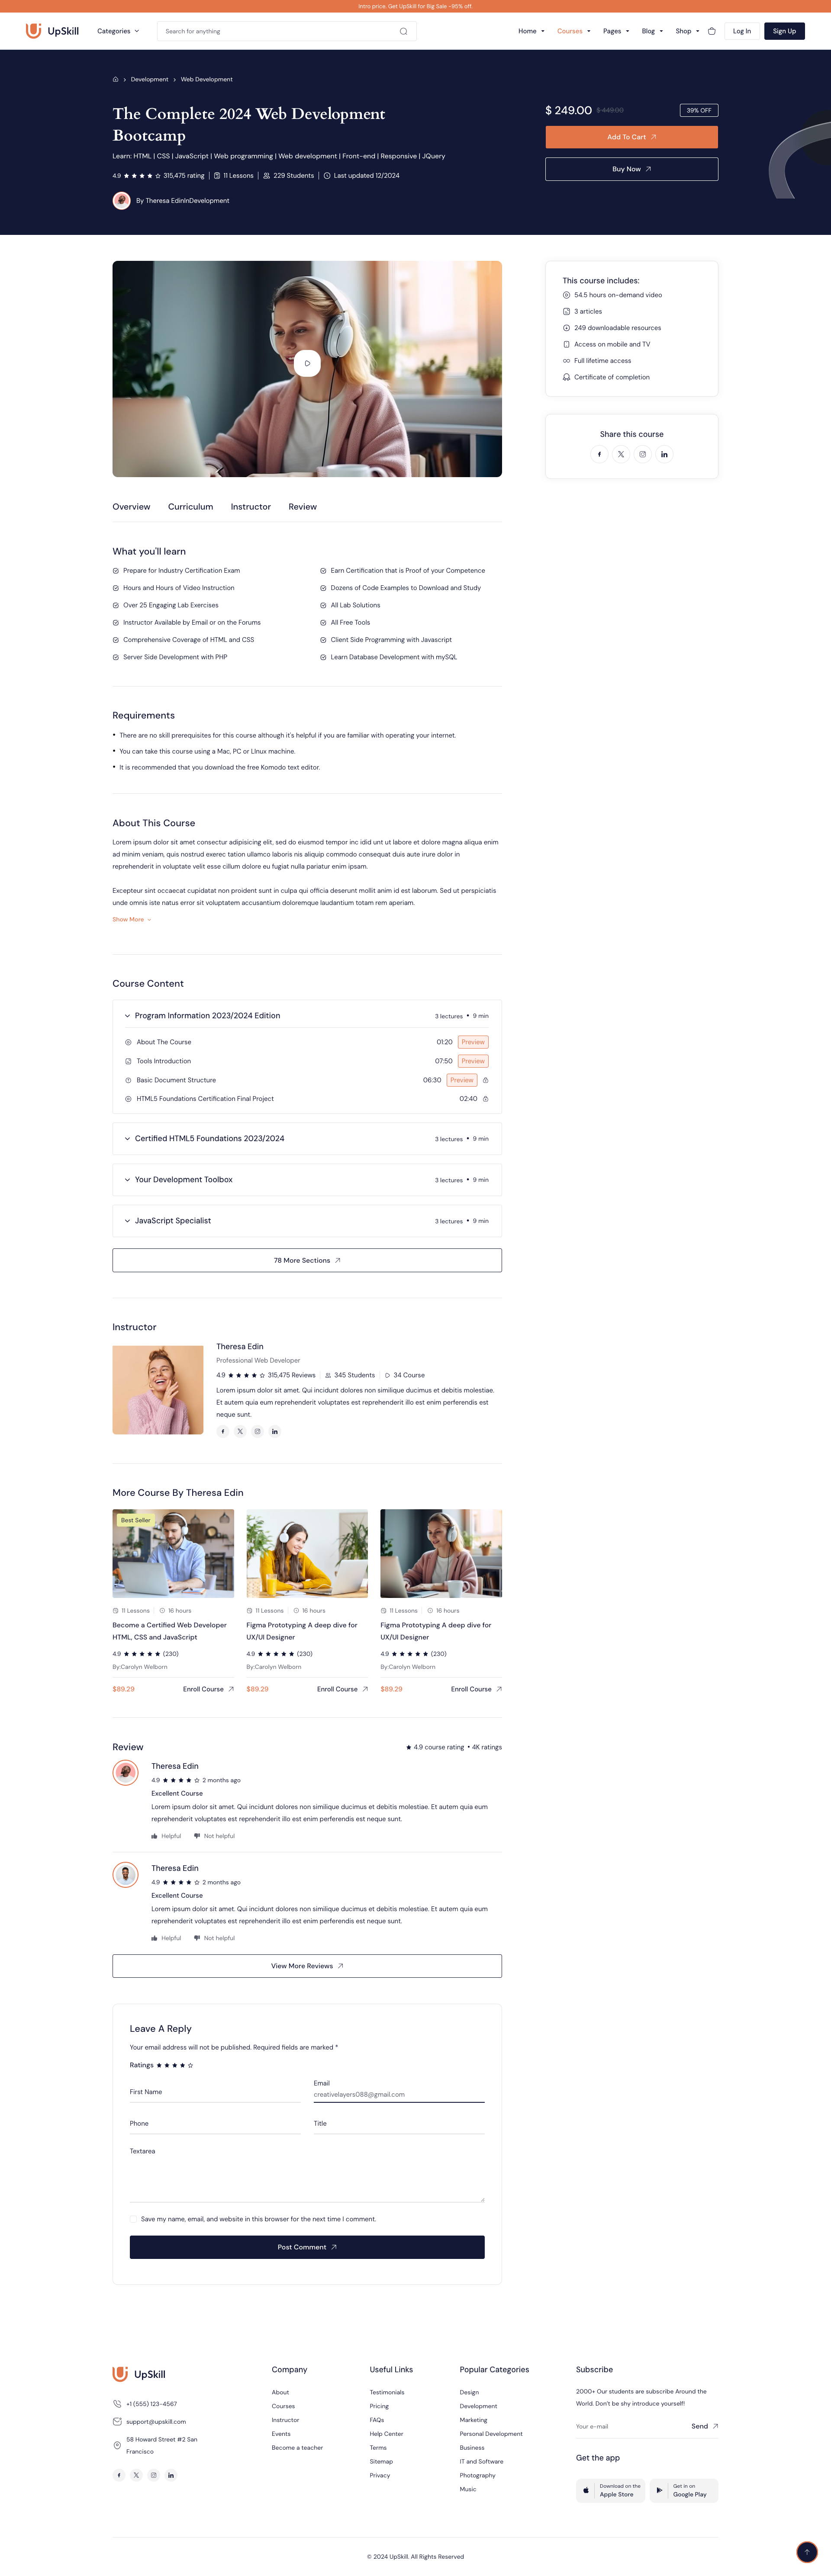 Intro price. Get UpSkill for Big Sale -95% off.
UpSkill
Categories
Search for anything
Home
Courses
Pages
Blog
Shop
Log In
Sign Up
Development
Web Development
The Complete 2024 Web Development
Bootcamp
Learn: HTML | CSS | JavaScript | Web programming | Web development | Front-end | Responsive | JQuery
4.9 315,475 rating 11 Lessons 229 Students Last updated 12/2024
By Theresa EdinInDevelopment
$ 249.00 $ 449.00 39% OFF
Add To Cart
Buy Now
This course includes:
54.5 hours on-demand video
3 articles
249 downloadable resources
Access on mobile and TV
Full lifetime access
Certificate of completion
Share this course
Overview
Curriculum
Instructor
Review
What you'll learn
Prepare for Industry Certification Exam
Hours and Hours of Video Instruction
Over 25 Engaging Lab Exercises
Instructor Available by Email or on the Forums
Comprehensive Coverage of HTML and CSS
Server Side Development with PHP
Earn Certification that is Proof of your Competence
Dozens of Code Examples to Download and Study
All Lab Solutions
All Free Tools
Client Side Programming with Javascript
Learn Database Development with mySQL
Requirements
• There are no skill prerequisites for this course although it's helpful if you are familiar with operating your internet.
• You can take this course using a Mac, PC or LInux machine.
• It is recommended that you download the free Komodo text editor.
About This Course
Lorem ipsum dolor sit amet consectur adipisicing elit, sed do eiusmod tempor inc idid unt ut labore et dolore magna aliqua enim
ad minim veniam, quis nostrud exerec tation ullamco laboris nis aliquip commodo consequat duis aute irure dolor in
reprehenderit in voluptate velit esse cillum dolore eu fugiat nulla pariatur enim ipsam.
Excepteur sint occaecat cupidatat non proident sunt in culpa qui officia deserunt mollit anim id est laborum. Sed ut perspiciatis
unde omnis iste natus error sit voluptatem accusantium doloremque laudantium totam rem aperiam.
Show More
Course Content
Program Information 2023/2024 Edition 3 lectures • 9 min
About The Course 01:20 Preview
Tools Introduction 07:50 Preview
Basic Document Structure 06:30 Preview
HTML5 Foundations Certification Final Project 02:40
Certified HTML5 Foundations 2023/2024 3 lectures • 9 min
Your Development Toolbox 3 lectures • 9 min
JavaScript Specialist 3 lectures • 9 min
78 More Sections
Instructor
Theresa Edin
Professional Web Developer
4.9 315,475 Reviews 345 Students 34 Course
Lorem ipsum dolor sit amet. Qui incidunt dolores non similique ducimus et debitis molestiae.
Et autem quia eum reprehenderit voluptates est reprehenderit illo est enim perferendis est
neque sunt.
More Course By Theresa Edin
Best Seller
11 Lessons 16 hours
Become a Certified Web Developer
HTML, CSS and JavaScript
4.9 (230)
By:Carolyn Welborn
$89.29 Enroll Course
11 Lessons 16 hours
Figma Prototyping A deep dive for
UX/UI Designer
4.9 (230)
By:Carolyn Welborn
$89.29 Enroll Course
11 Lessons 16 hours
Figma Prototyping A deep dive for
UX/UI Designer
4.9 (230)
By:Carolyn Welborn
$89.29 Enroll Course
Review 4.9 course rating • 4K ratings
Theresa Edin
4.9 2 months ago
Excellent Course
Lorem ipsum dolor sit amet. Qui incidunt dolores non similique ducimus et debitis molestiae. Et autem quia eum
reprehenderit voluptates est reprehenderit illo est enim perferendis est neque sunt.
Helpful Not helpful
Theresa Edin
4.9 2 months ago
Excellent Course
Lorem ipsum dolor sit amet. Qui incidunt dolores non similique ducimus et debitis molestiae. Et autem quia eum
reprehenderit voluptates est reprehenderit illo est enim perferendis est neque sunt.
Helpful Not helpful
View More Reviews
Leave A Reply
Your email address will not be published. Required fields are marked *
Ratings
First Name
Email
creativelayers088@gmail.com
Phone
Title
Textarea
Save my name, email, and website in this browser for the next time I comment.
Post Comment
UpSkill
+1 (555) 123-4567
support@upskill.com
58 Howard Street #2 San
Francisco
Company
About
Courses
Instructor
Events
Become a teacher
Useful Links
Testimonials
Pricing
FAQs
Help Center
Terms
Sitemap
Privacy
Popular Categories
Design
Development
Marketing
Personal Development
Business
IT and Software
Photography
Music
Subscribe
2000+ Our students are subscribe Around the
World. Don't be shy introduce yourself!
Your e-mail Send
Get the app
Download on the
Apple Store
Get in on
Google Play
© 2024 UpSkill. All Rights Reserved